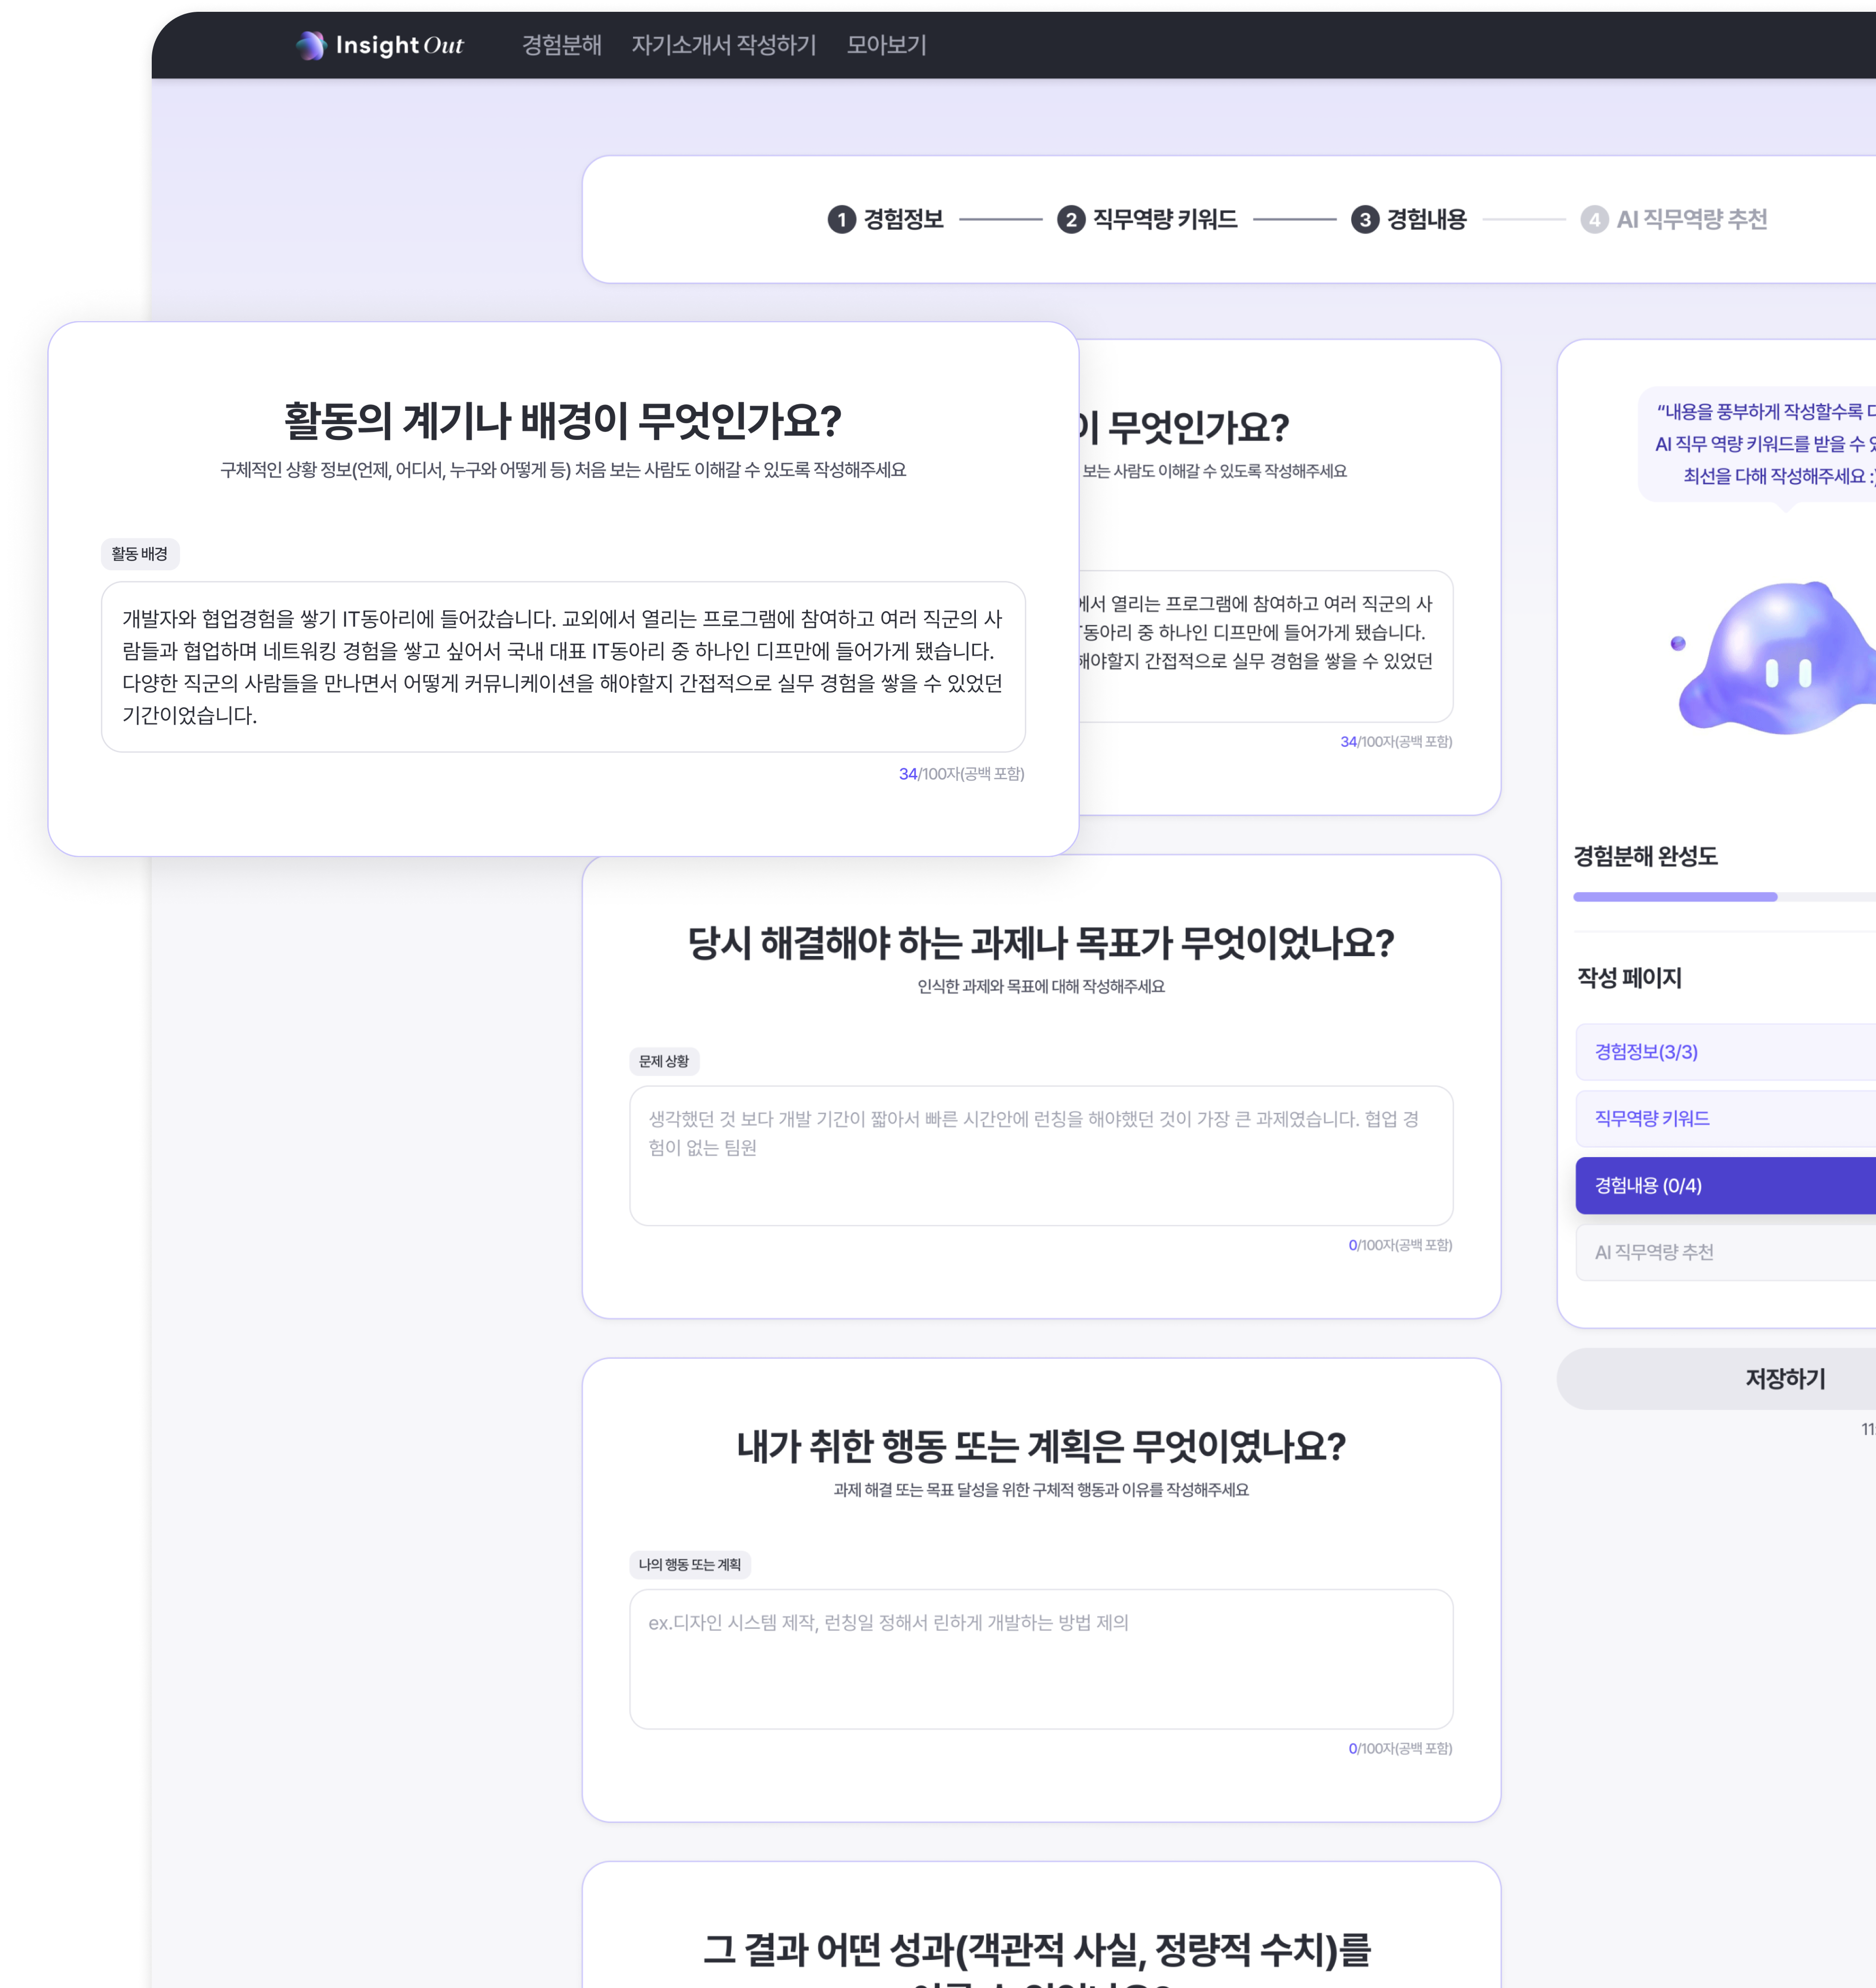 Insight Out
경험분해 자기소개서 작성하기 모아보기
1 경험정보 2 직무역량 키워드 3 경험내용 4 AI 직무역량 추천
활동의 계기나 배경이 무엇인가요?
구체적인 상황 정보(언제, 어디서, 누구와 어떻게 등) 처음 보는 사람도 이해갈 수 있도록 작성해주세요
활동 배경
개발자와 협업경험을 쌓기 IT동아리에 들어갔습니다. 교외에서 열리는 프로그램에 참여하고 여러 직군의 사
람들과 협업하며 네트워킹 경험을 쌓고 싶어서 국내 대표 IT동아리 중 하나인 디프만에 들어가게 됐습니다.
다양한 직군의 사람들을 만나면서 어떻게 커뮤니케이션을 해야할지 간접적으로 실무 경험을 쌓을 수 있었던
기간이었습니다.
34/100자(공백 포함)
무엇인가요?
보는 사람도 이해갈 수 있도록 작성해주세요
열리는 프로그램에 참여하고 여러 직군의 사
중 하나인 디프만에 들어가게 됐습니다.
해야할지 간접적으로 실무 경험을 쌓을 수 있었던
34/100자(공백 포함)
당시 해결해야 하는 과제나 목표가 무엇이었나요?
인식한 과제와 목표에 대해 작성해주세요
문제 상황
생각했던 것 보다 개발 기간이 짧아서 빠른 시간안에 런칭을 해야했던 것이 가장 큰 과제였습니다. 협업 경
험이 없는 팀원
0/100자(공백 포함)
내가 취한 행동 또는 계획은 무엇이였나요?
과제 해결 또는 목표 달성을 위한 구체적 행동과 이유를 작성해주세요
나의 행동 또는 계획
ex.디자인 시스템 제작, 런칭일 정해서 린하게 개발하는 방법 제의
0/100자(공백 포함)
그 결과 어떤 성과(객관적 사실, 정량적 수치)를
“내용을 풍부하게 작성할수록
AI 직무 역량 키워드를 받을 수
최선을 다해 작성해주세요 :)
경험분해 완성도
작성 페이지
경험정보(3/3)
직무역량 키워드
경험내용 (0/4)
AI 직무역량 추천
저장하기
11